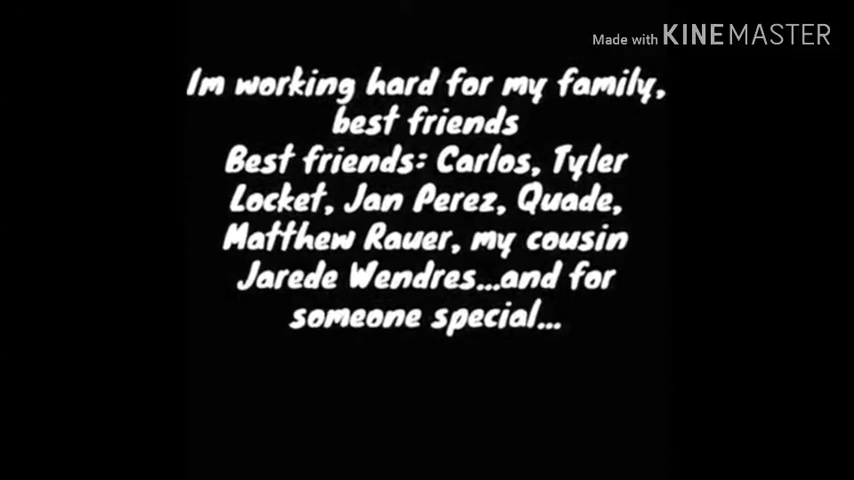 Made with KINEMASTER
Im working hard for my family,
best friends
Best friends: Carlos, Tyler
Locket, Jan Perez, Quade,
Matthew Rauer, my cousin
Jarede Wendres...and for
someone special...